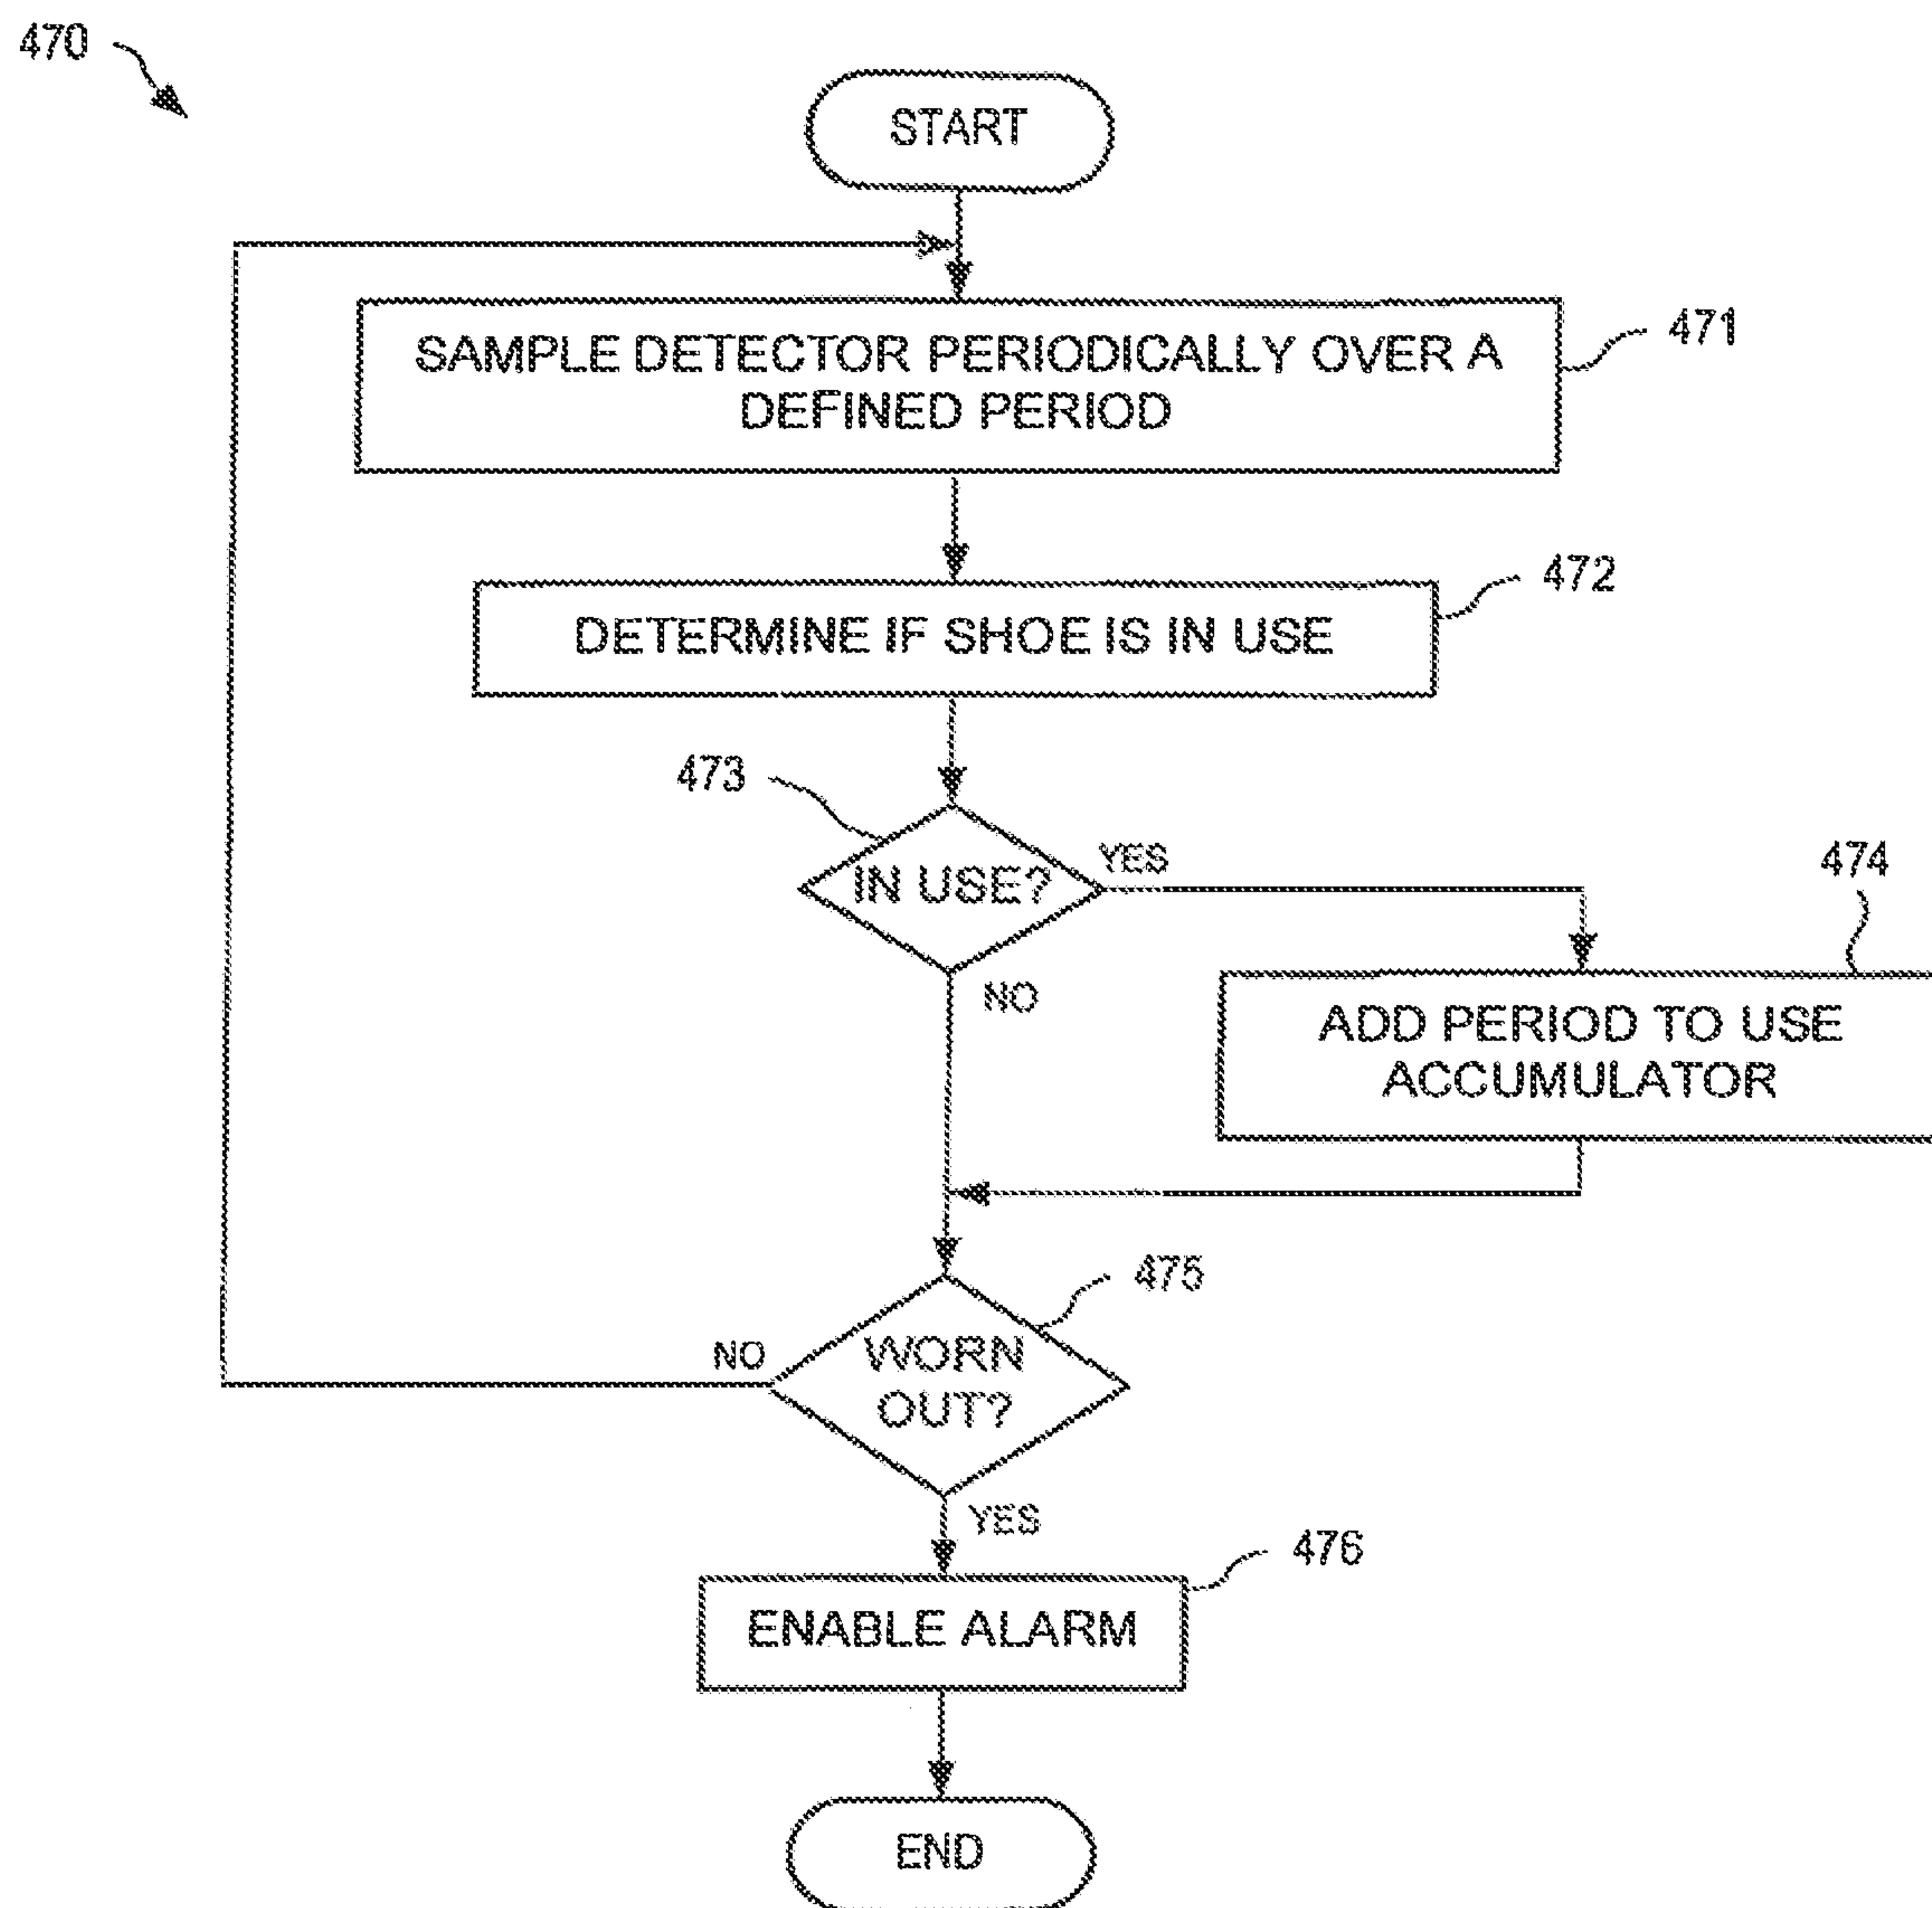 470
START
SAMPLE DETECTOR PERIODICALLY OVER A
DEFINED PERIOD
471
DETERMINE IF SHOE IS IN USE
472
473
IN USE?
YES
NO
474
ADD PERIOD TO USE
ACCUMULATOR
475
WORN
OUT?
NO
YES
476
ENABLE ALARM
END